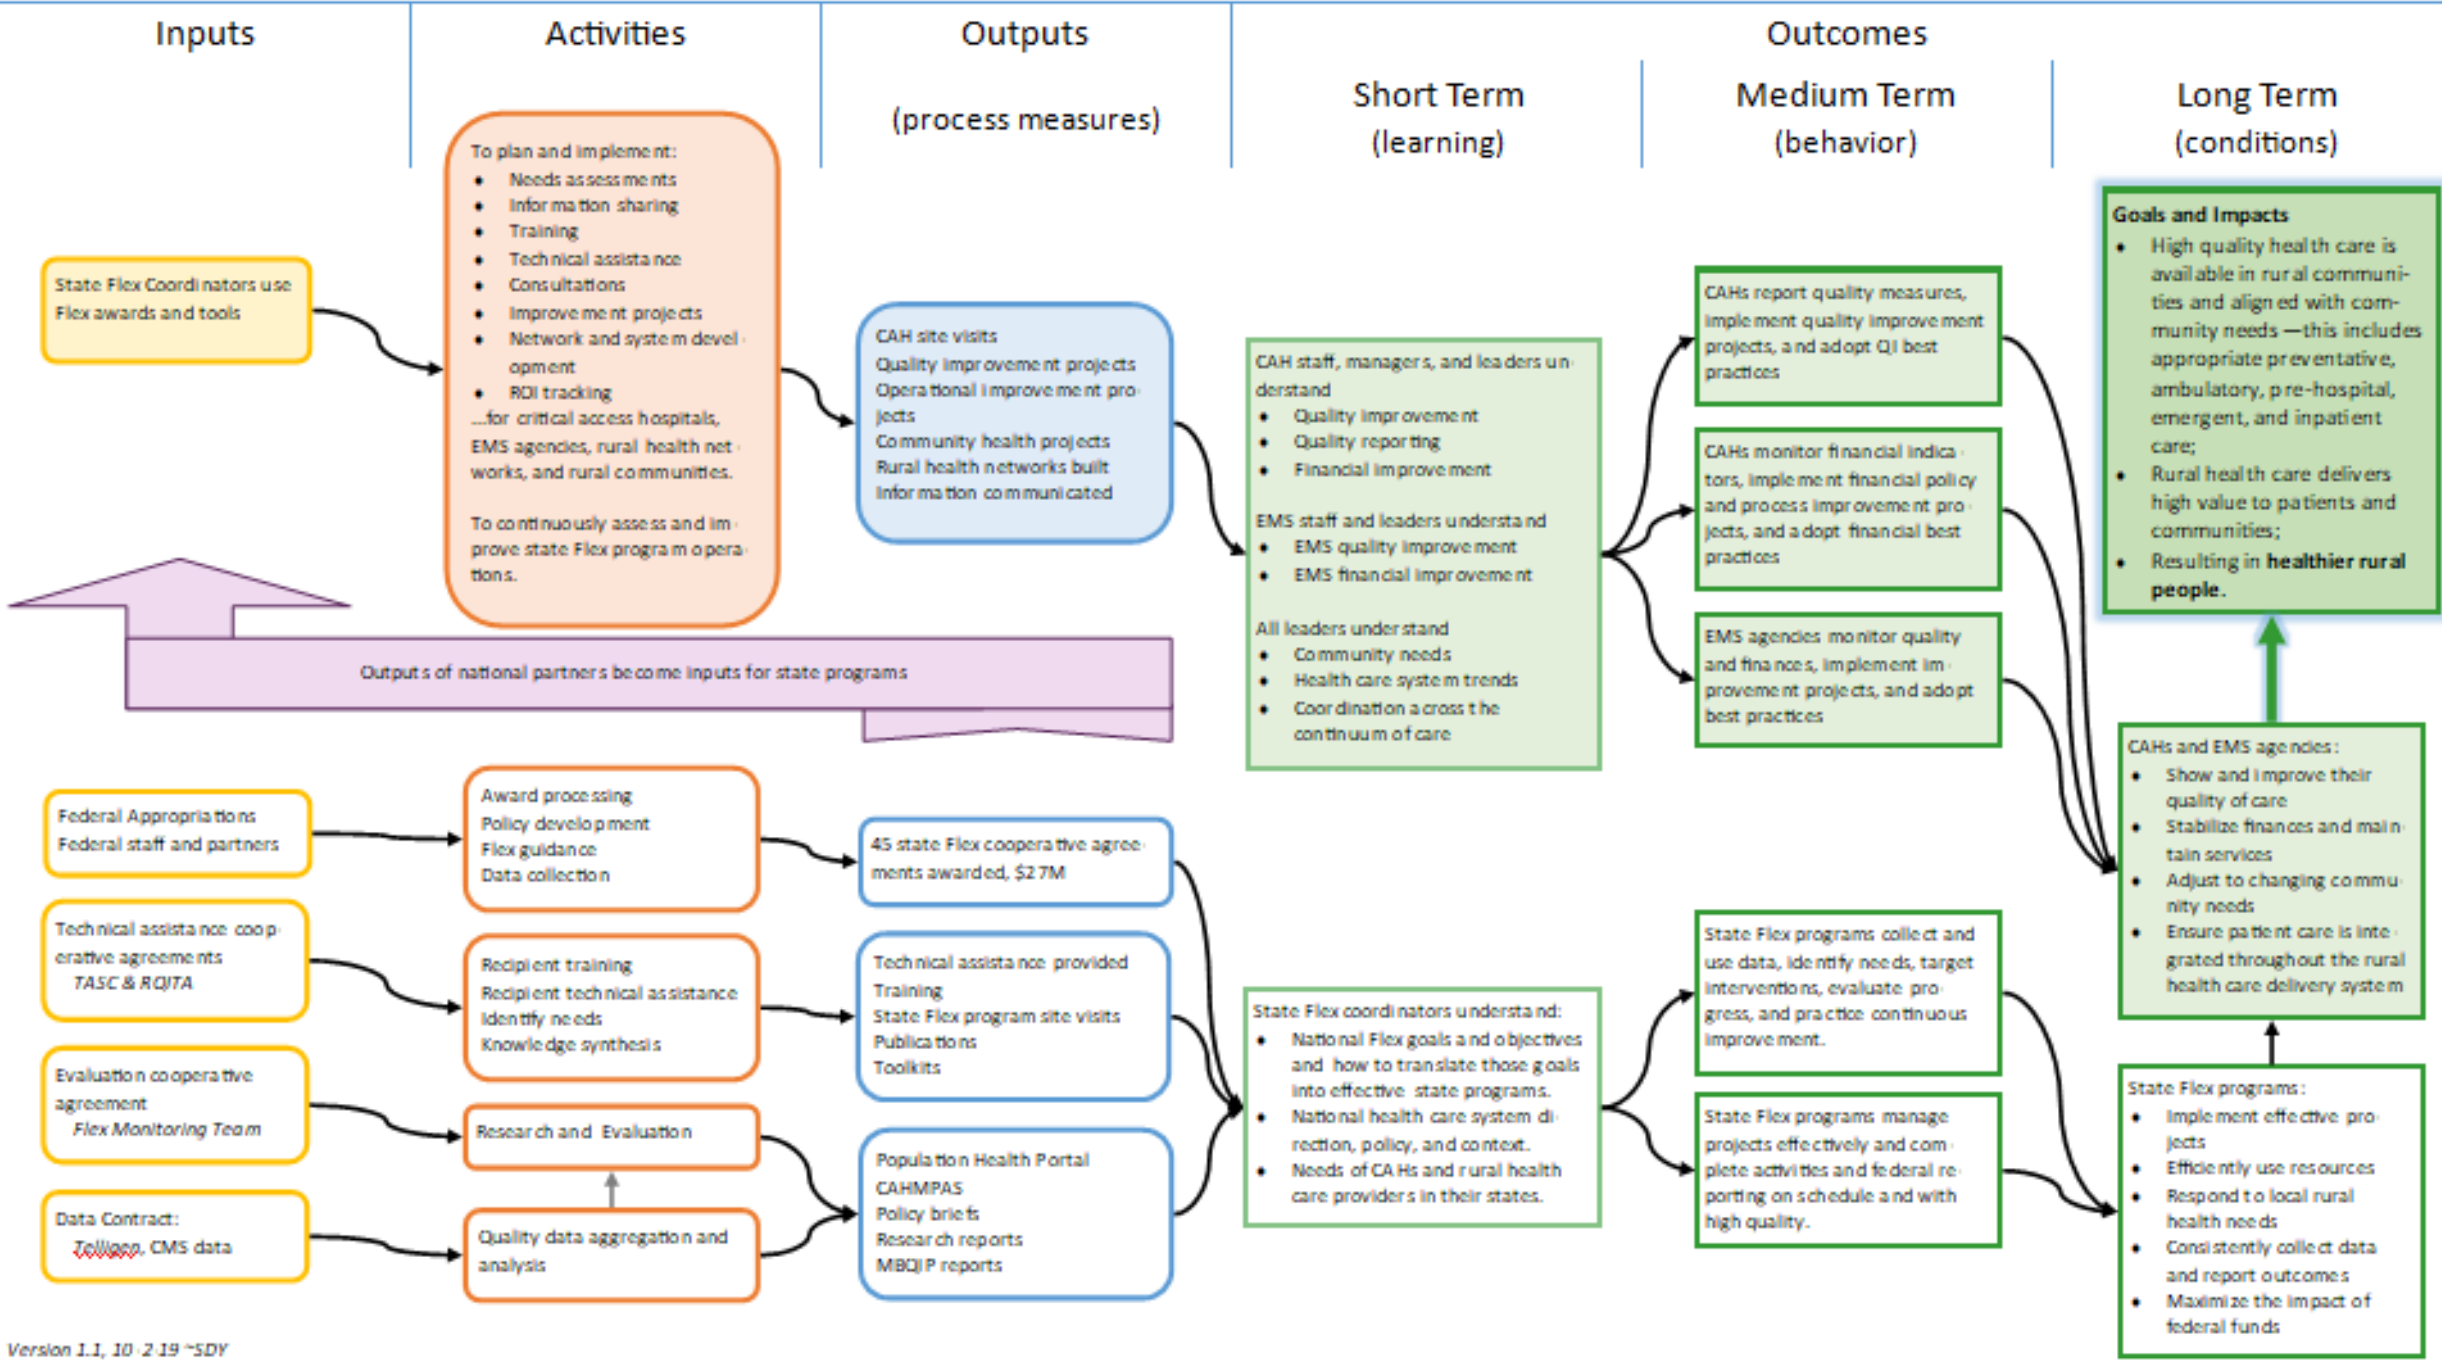 Inputs
Activities
Outputs
(process measures)
Outcomes
Short Term
(learning)
Medium Term
(behavior)
Long Term
(conditions)
State Flex Coordinators use
Flex awards and tools
To plan and implement:
• Needs assessments
• Information sharing
• Training
• Technical assistance
• Consultations
• Improvement projects
• Network and system devel-
opment
• ROI tracking
...for critical access hospitals,
EMS agencies, rural health net-
works, and rural communities.
To continuously assess and im-
prove state Flex program opera-
tions.
CAH site visits
Quality improvement projects
Operational improvement pro-
jects
Community health projects
Rural health networks built
Information communicated
CAH staff, managers, and leaders un-
derstand
• Quality improvement
• Quality reporting
• Financial improvement
EMS staff and leaders understand
• EMS quality improvement
• EMS financial improvement
All leaders understand
• Community needs
• Health care system trends
• Coordination across the
continuum of care
CAHs report quality measures,
implement quality improvement
projects, and adopt QI best
practices
CAHs monitor financial indica-
tors, implement financial policy
and process improvement pro-
jects, and adopt financial best
practices
EMS agencies monitor quality
and finances, implement im-
provement projects, and adopt
best practices
Goals and Impacts
• High quality health care is
available in rural communi-
ties and aligned with com-
munity needs —this includes
appropriate preventative,
ambulatory, pre-hospital,
emergent, and inpatient
care;
• Rural health care delivers
high value to patients and
communities;
• Resulting in healthier rural
people.
Outputs of national partners become inputs for state programs
CAHs and EMS agencies:
• Show and improve their
quality of care
• Stabilize finances and main-
tain services
• Adjust to changing commu-
nity needs
• Ensure patient care is inte-
grated throughout the rural
health care delivery system
Federal Appropriations
Federal staff and partners
Award processing
Policy development
Flex guidance
Data collection
45 state Flex cooperative agree-
ments awarded, $27M
Technical assistance coop-
erative agreements
TASC & RQITA
Recipient training
Recipient technical assistance
Identify needs
Knowledge synthesis
Technical assistance provided
Training
State Flex program site visits
Publications
Toolkits
Evaluation cooperative
agreement
Flex Monitoring Team
Research and Evaluation
Data Contract:
Telligen, CMS data
Quality data aggregation and
analysis
Population Health Portal
CAHMPAS
Policy briefs
Research reports
MBQIP reports
State Flex coordinators understand:
• National Flex goals and objectives
and how to translate those goals
into effective state programs.
• National health care system di-
rection, policy, and context.
• Needs of CAHs and rural health
care providers in their states.
State Flex programs collect and
use data, identify needs, target
interventions, evaluate pro-
gress, and practice continuous
improvement.
State Flex programs manage
projects effectively and com-
plete activities and federal re-
porting on schedule and with
high quality.
State Flex programs:
• Implement effective pro-
jects
• Efficiently use resources
• Respond to local rural
health needs
• Consistently collect data
and report outcomes
• Maximize the impact of
federal funds
Version 1.1, 10-2-19 ~SDY